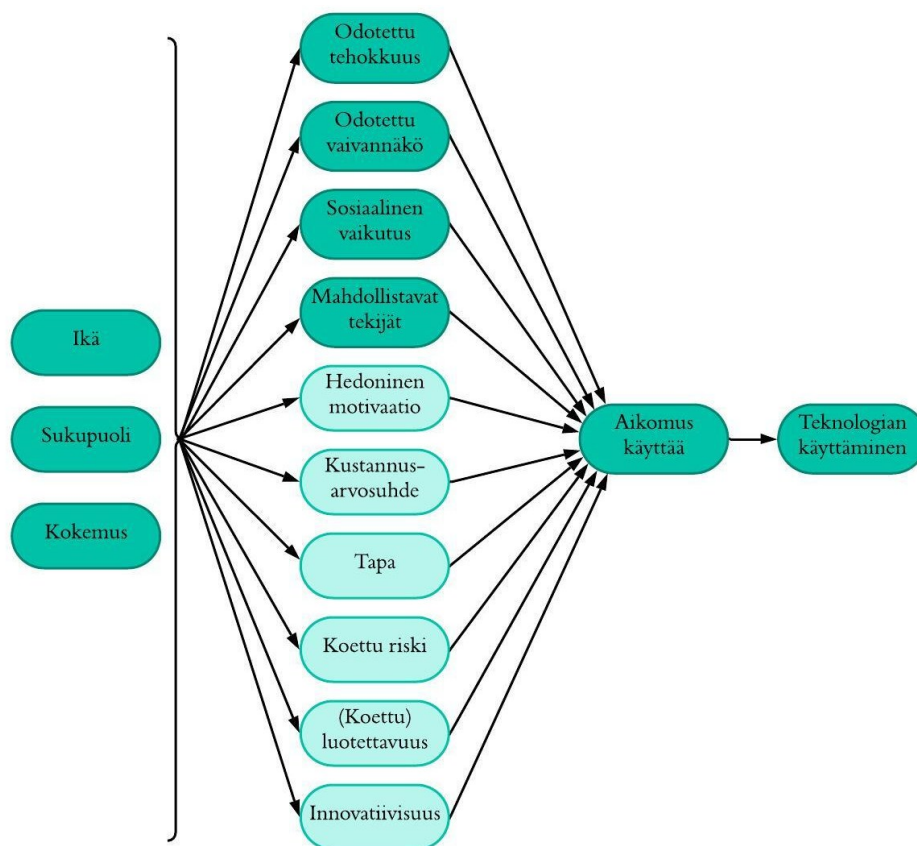 Ikä
Sukupuoli
Kokemus
Odotettu
tehokkuus
Odotettu
vaivannäkö
Sosiaalinen
vaikutus
Mahdollistavat
tekijät
Hedoninen
motivaatio
Kustannus-
arvosuhde
Tapa
Koettu riski
(Koettu)
luotettavuus
Innovatiivisuus
Aikomus
käyttää
Teknologian
käyttäminen